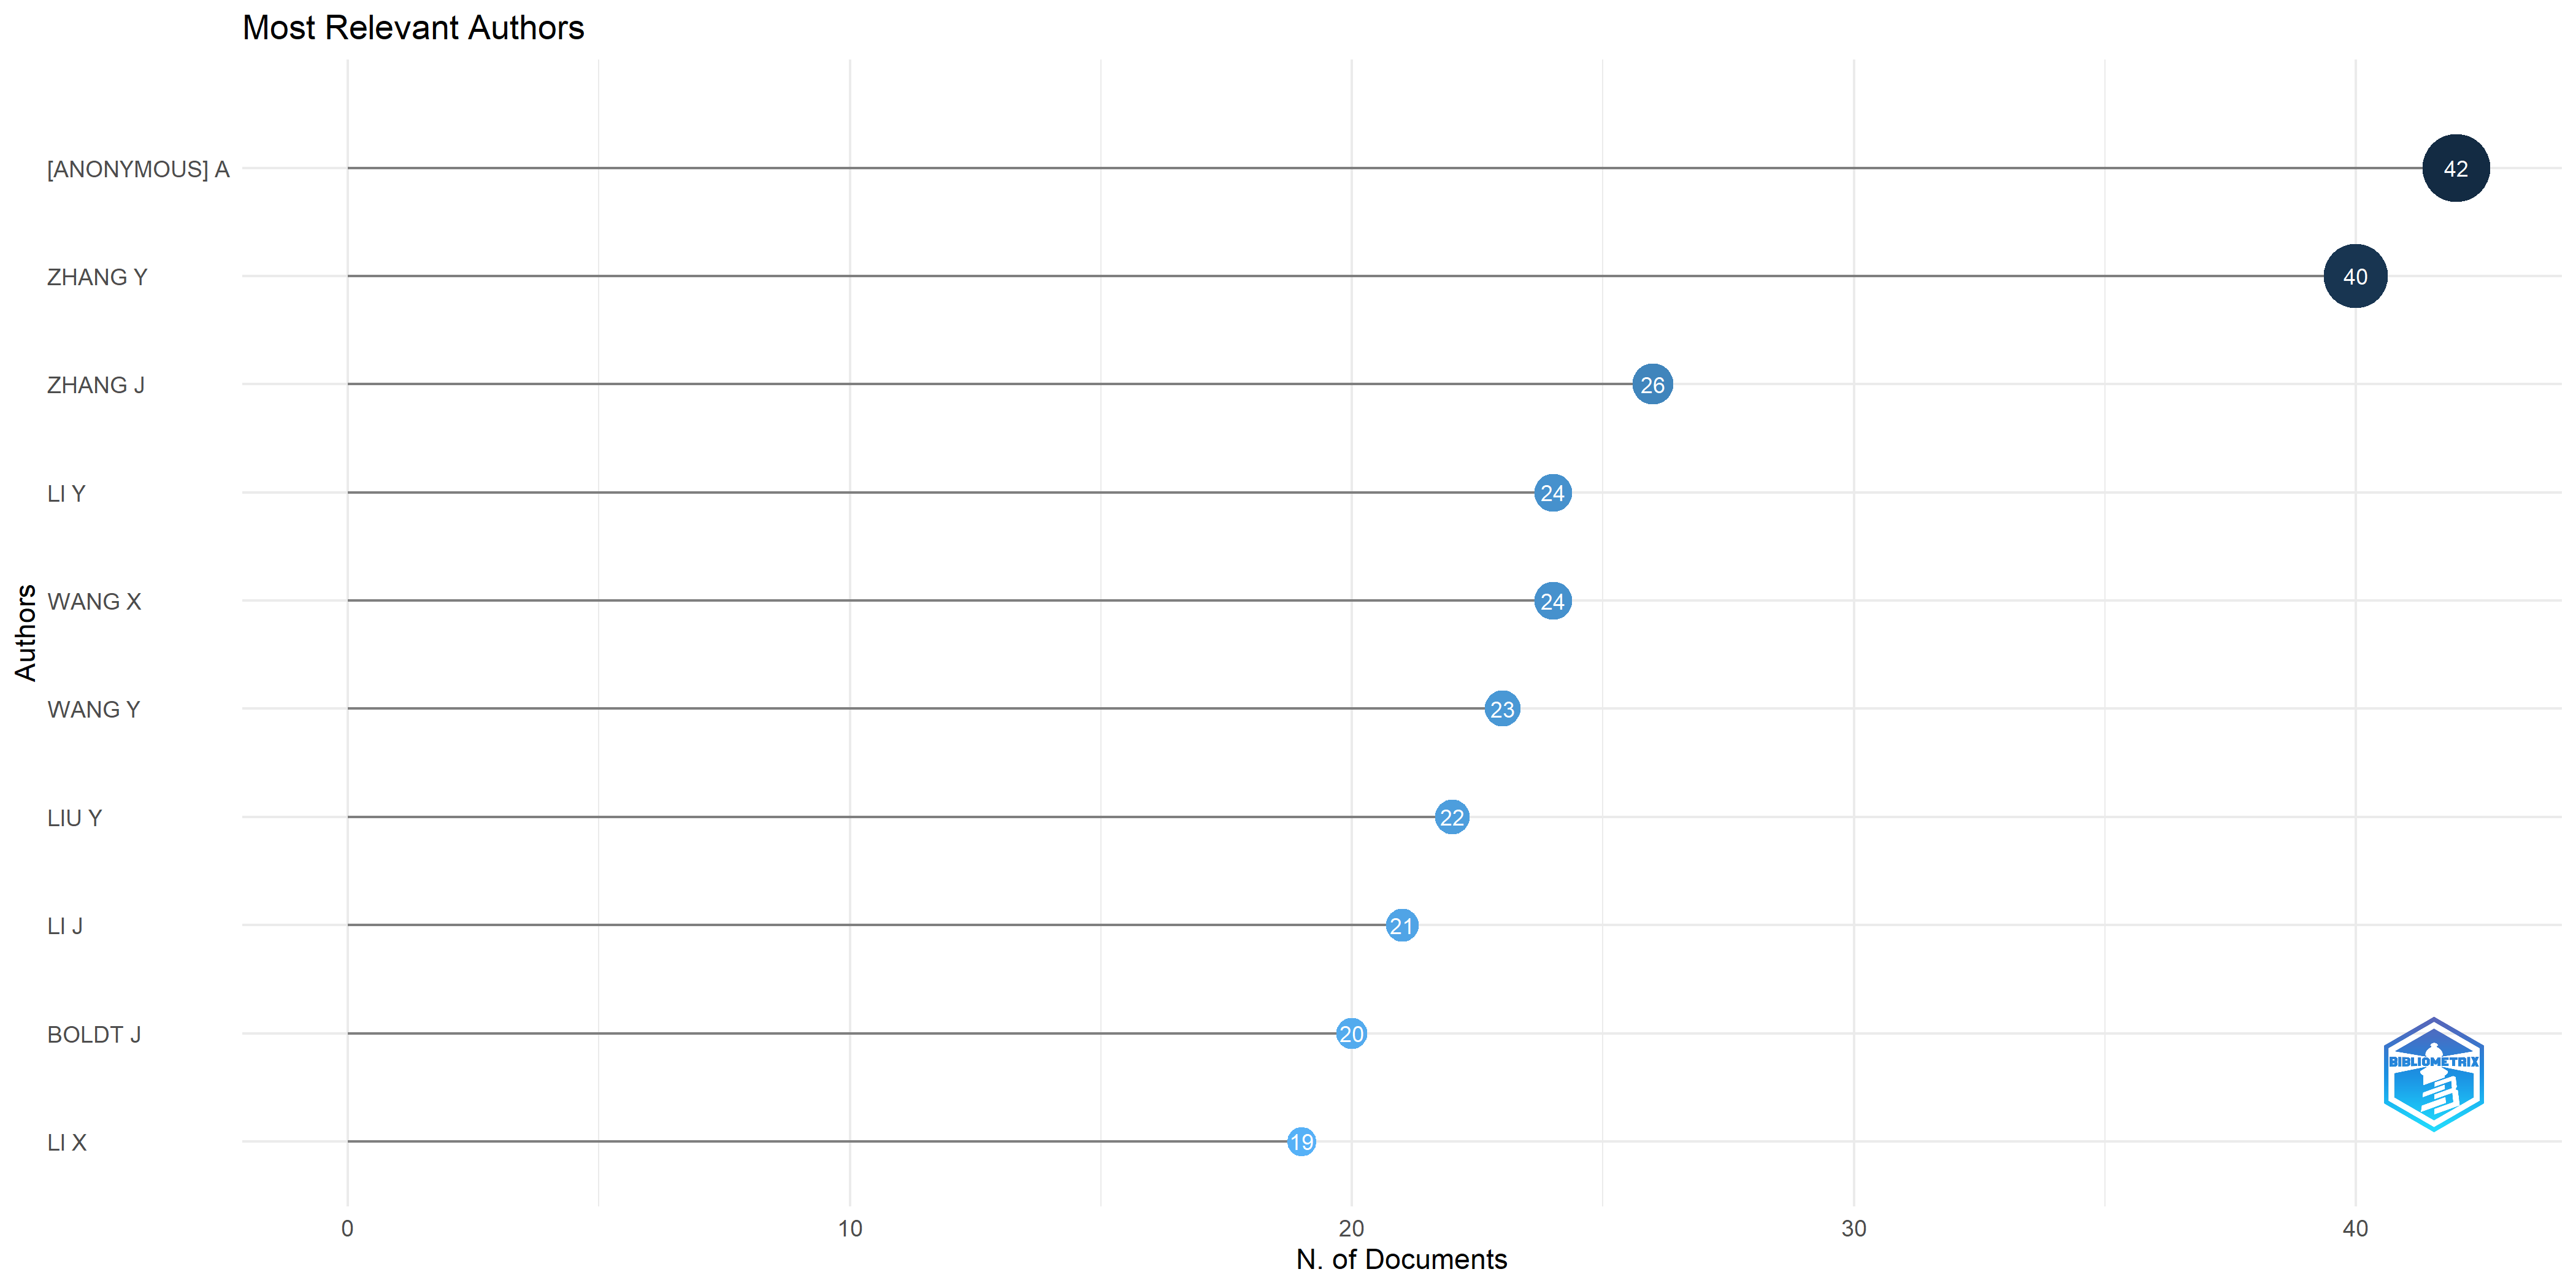 Most Relevant Authors
Authors
[ANONYMOUS] A
42
ZHANG Y
40
ZHANG J
26
LI Y
24
WANG X
24
WANG Y
23
LIU Y
22
LI J
21
BOLDT J
20
LI X
19
BIBLIOMETRIX
0 10 20 30 40
N. of Documents